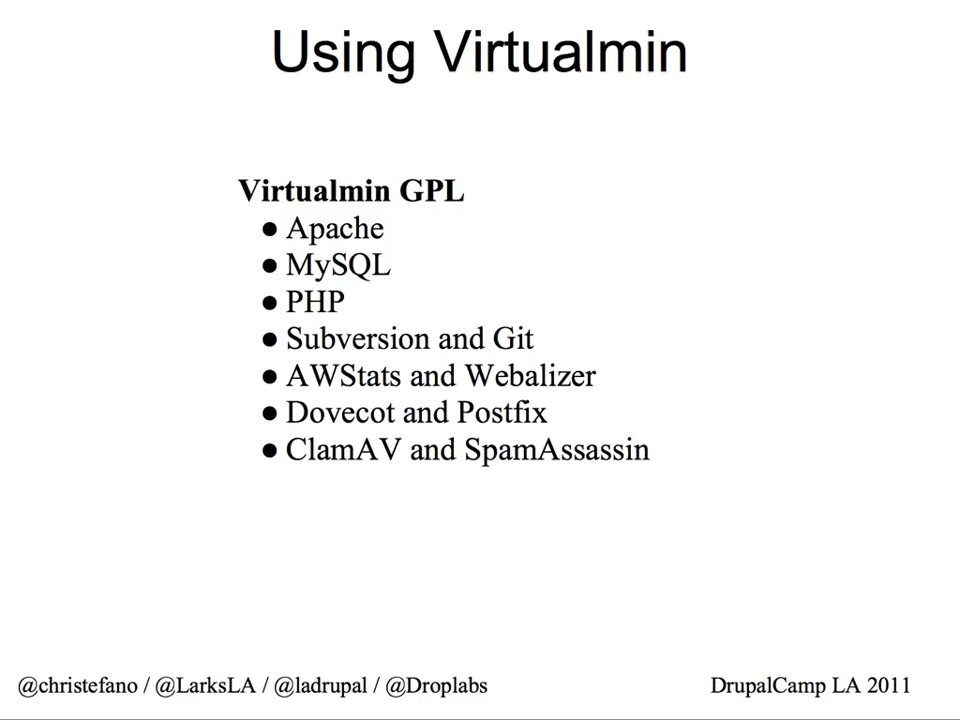 Using Virtualmin
Virtualmin GPL
● Apache
● MySQL
● PHP
● Subversion and Git
● AWStats and Webalizer
● Dovecot and Postfix
● ClamAV and SpamAssassin
@christefano / @LarksLA / @ladrupal / @Droplabs
DrupalCamp LA 2011